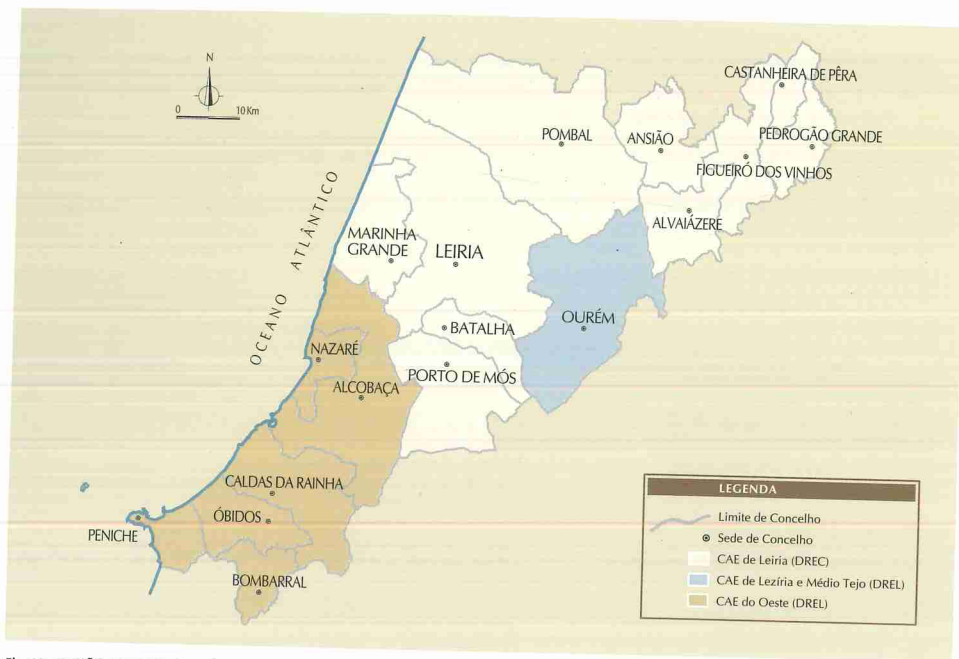 N
0 10 Km
OCEANO ATLÂNTICO
CASTANHEIRA DE PÊRA
POMBAL
ANSIÃO
PEDROGÃO GRANDE
FIGUEIRÓ DOS VINHOS
ALVAIÁZERE
MARINHA
GRANDE
LEIRIA
OURÉM
BATALHA
NAZARÉ
PORTO DE MÓS
ALCOBAÇA
CALDAS DA RAINHA
ÓBIDOS
PENICHE
BOMBARRAL
LEGENDA
Limite de Concelho
Sede de Concelho
CAE de Leiria (DREC)
CAE de Lezíria e Médio Tejo (DREL)
CAE do Oeste (DREL)